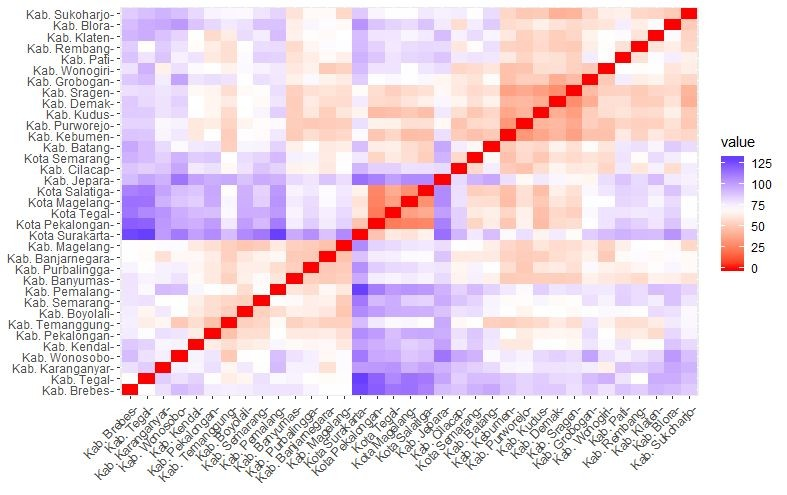 Kab. Sukoharjo
Kab. Blora
Kab. Klaten
Kab. Rembang
Kab. Pati
Kab. Wonogiri
Kab. Grobogan
Kab. Sragen
Kab. Demak
Kab. Kudus
Kab. Purworejo
Kab. Kebumen
Kab. Batang
Kota Semarang
Kab. Cilacap
Kab. Jepara
Kota Salatiga
Kota Magelang
Kota Tegal
Kota Pekalongan
Kota Surakarta
Kab. Magelang
Kab. Banjarnegara
Kab. Purbalingga
Kab. Banyumas
Kab. Pemalang
Kab. Semarang
Kab. Boyolali
Kab. Temanggung
Kab. Pekalongan
Kab. Kendal
Kab. Wonosobo
Kab. Karanganyar
Kab. Tegal
Kab. Brebes
Kab. Brebes
Kab. Tegal
Kab. Karanganyar
Kab. Wonosobo
Kab. Kendal
Kab. Pekalongan
Kab. Temanggung
Kab. Boyolali
Kab. Semarang
Kab. Pemalang
Kab. Banyumas
Kab. Purbalingga
Kab. Banjarnegara
Kab. Magelang
Kota Surakarta
Kota Pekalongan
Kota Tegal
Kota Magelang
Kota Salatiga
Kab. Jepara
Kab. Cilacap
Kota Semarang
Kab. Batang
Kab. Kebumen
Kab. Purworejo
Kab. Kudus
Kab. Demak
Kab. Sragen
Kab. Grobogan
Kab. Wonogiri
Kab. Pati
Kab. Rembang
Kab. Klaten
Kab. Blora
Kab. Sukoharjo
value
125
100
75
50
25
0